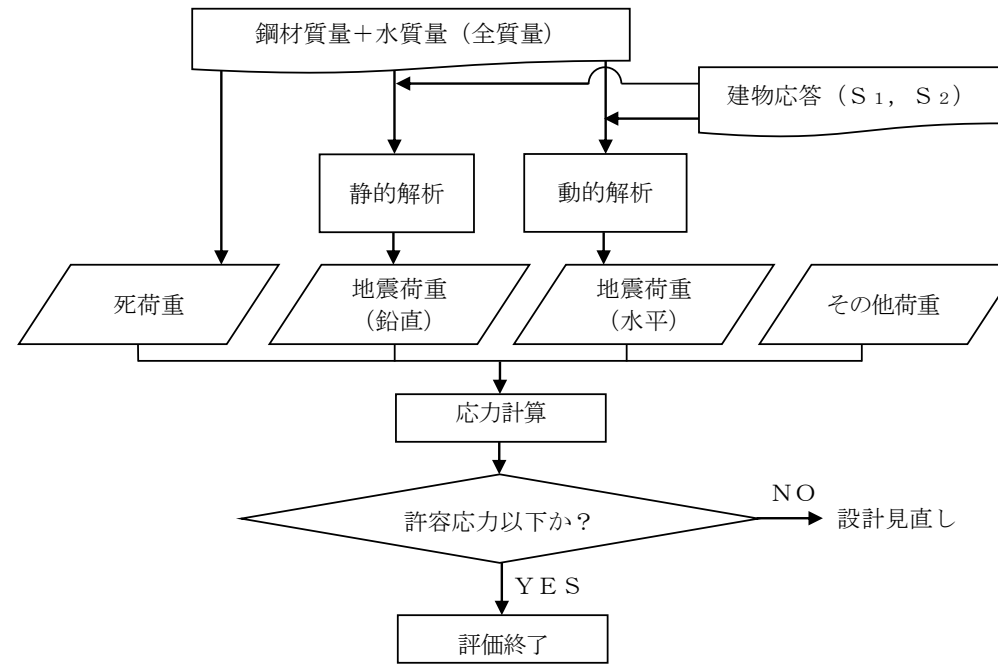 鋼材質量＋水質量（全質量）
建物応答（Ｓ１，Ｓ２）
静的解析
動的解析
死荷重
地震荷重
（鉛直）
地震荷重
（水平）
その他荷重
応力計算
許容応力以下か？
ＮＯ
設計見直し
ＹＥＳ
評価終了